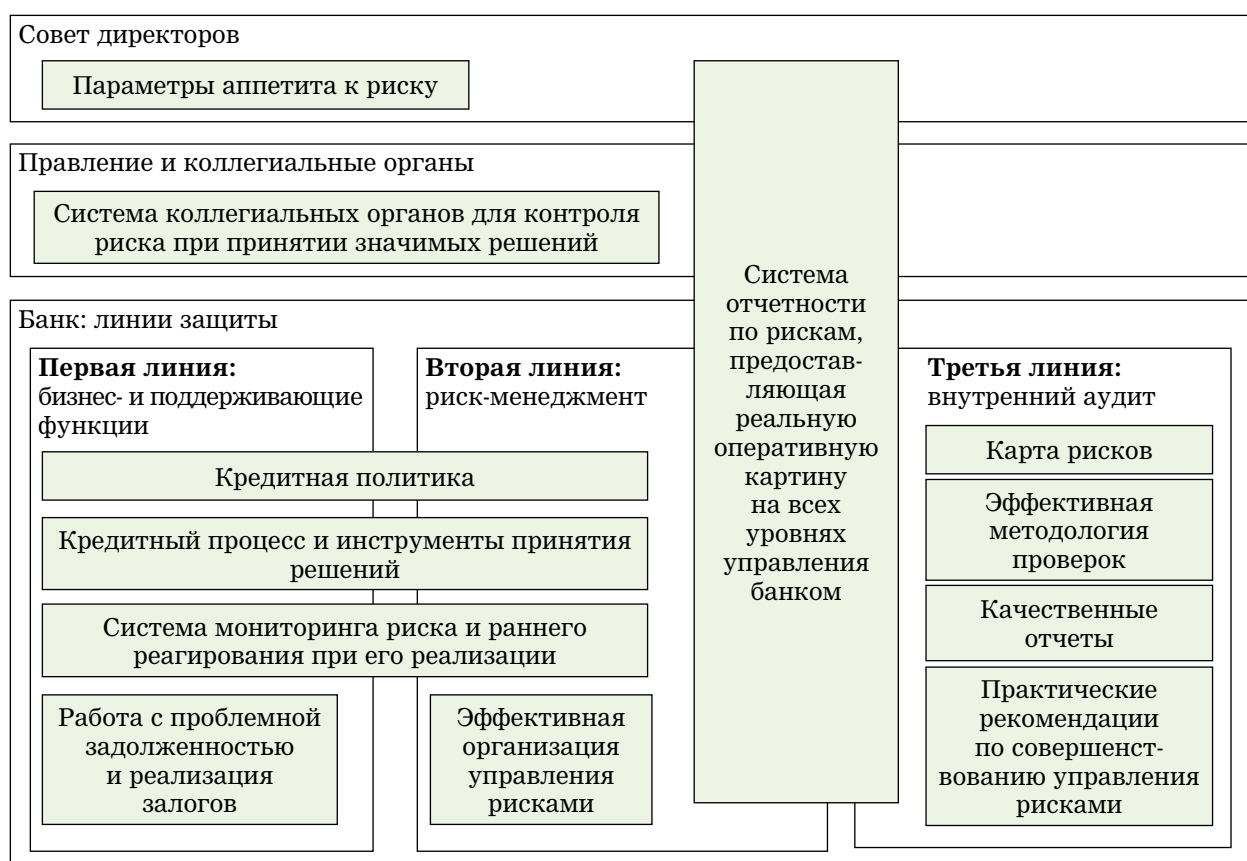 Совет директоров
Параметры аппетита к риску
Правление и коллегиальные органы
Система коллегиальных органов для контроля
риска при принятии значимых решений
Система
отчетности
по рискам,
предостав-
ляющая
реальную
оперативную
картину
на всех
уровнях
управления
банком
Банк: линии защиты
Первая линия:
бизнес- и поддерживающие
функции
Вторая линия:
риск-менеджмент
Кредитная политика
Кредитный процесс и инструменты принятия
решений
Система мониторинга риска и раннего
реагирования при его реализации
Работа с проблемной
задолженностью
и реализация
залогов
Эффективная
организация
управления
рисками
Третья линия:
внутренний аудит
Карта рисков
Эффективная
методология
проверок
Качественные
отчеты
Практические
рекомендации
по совершенст-
вованию управления
рисками